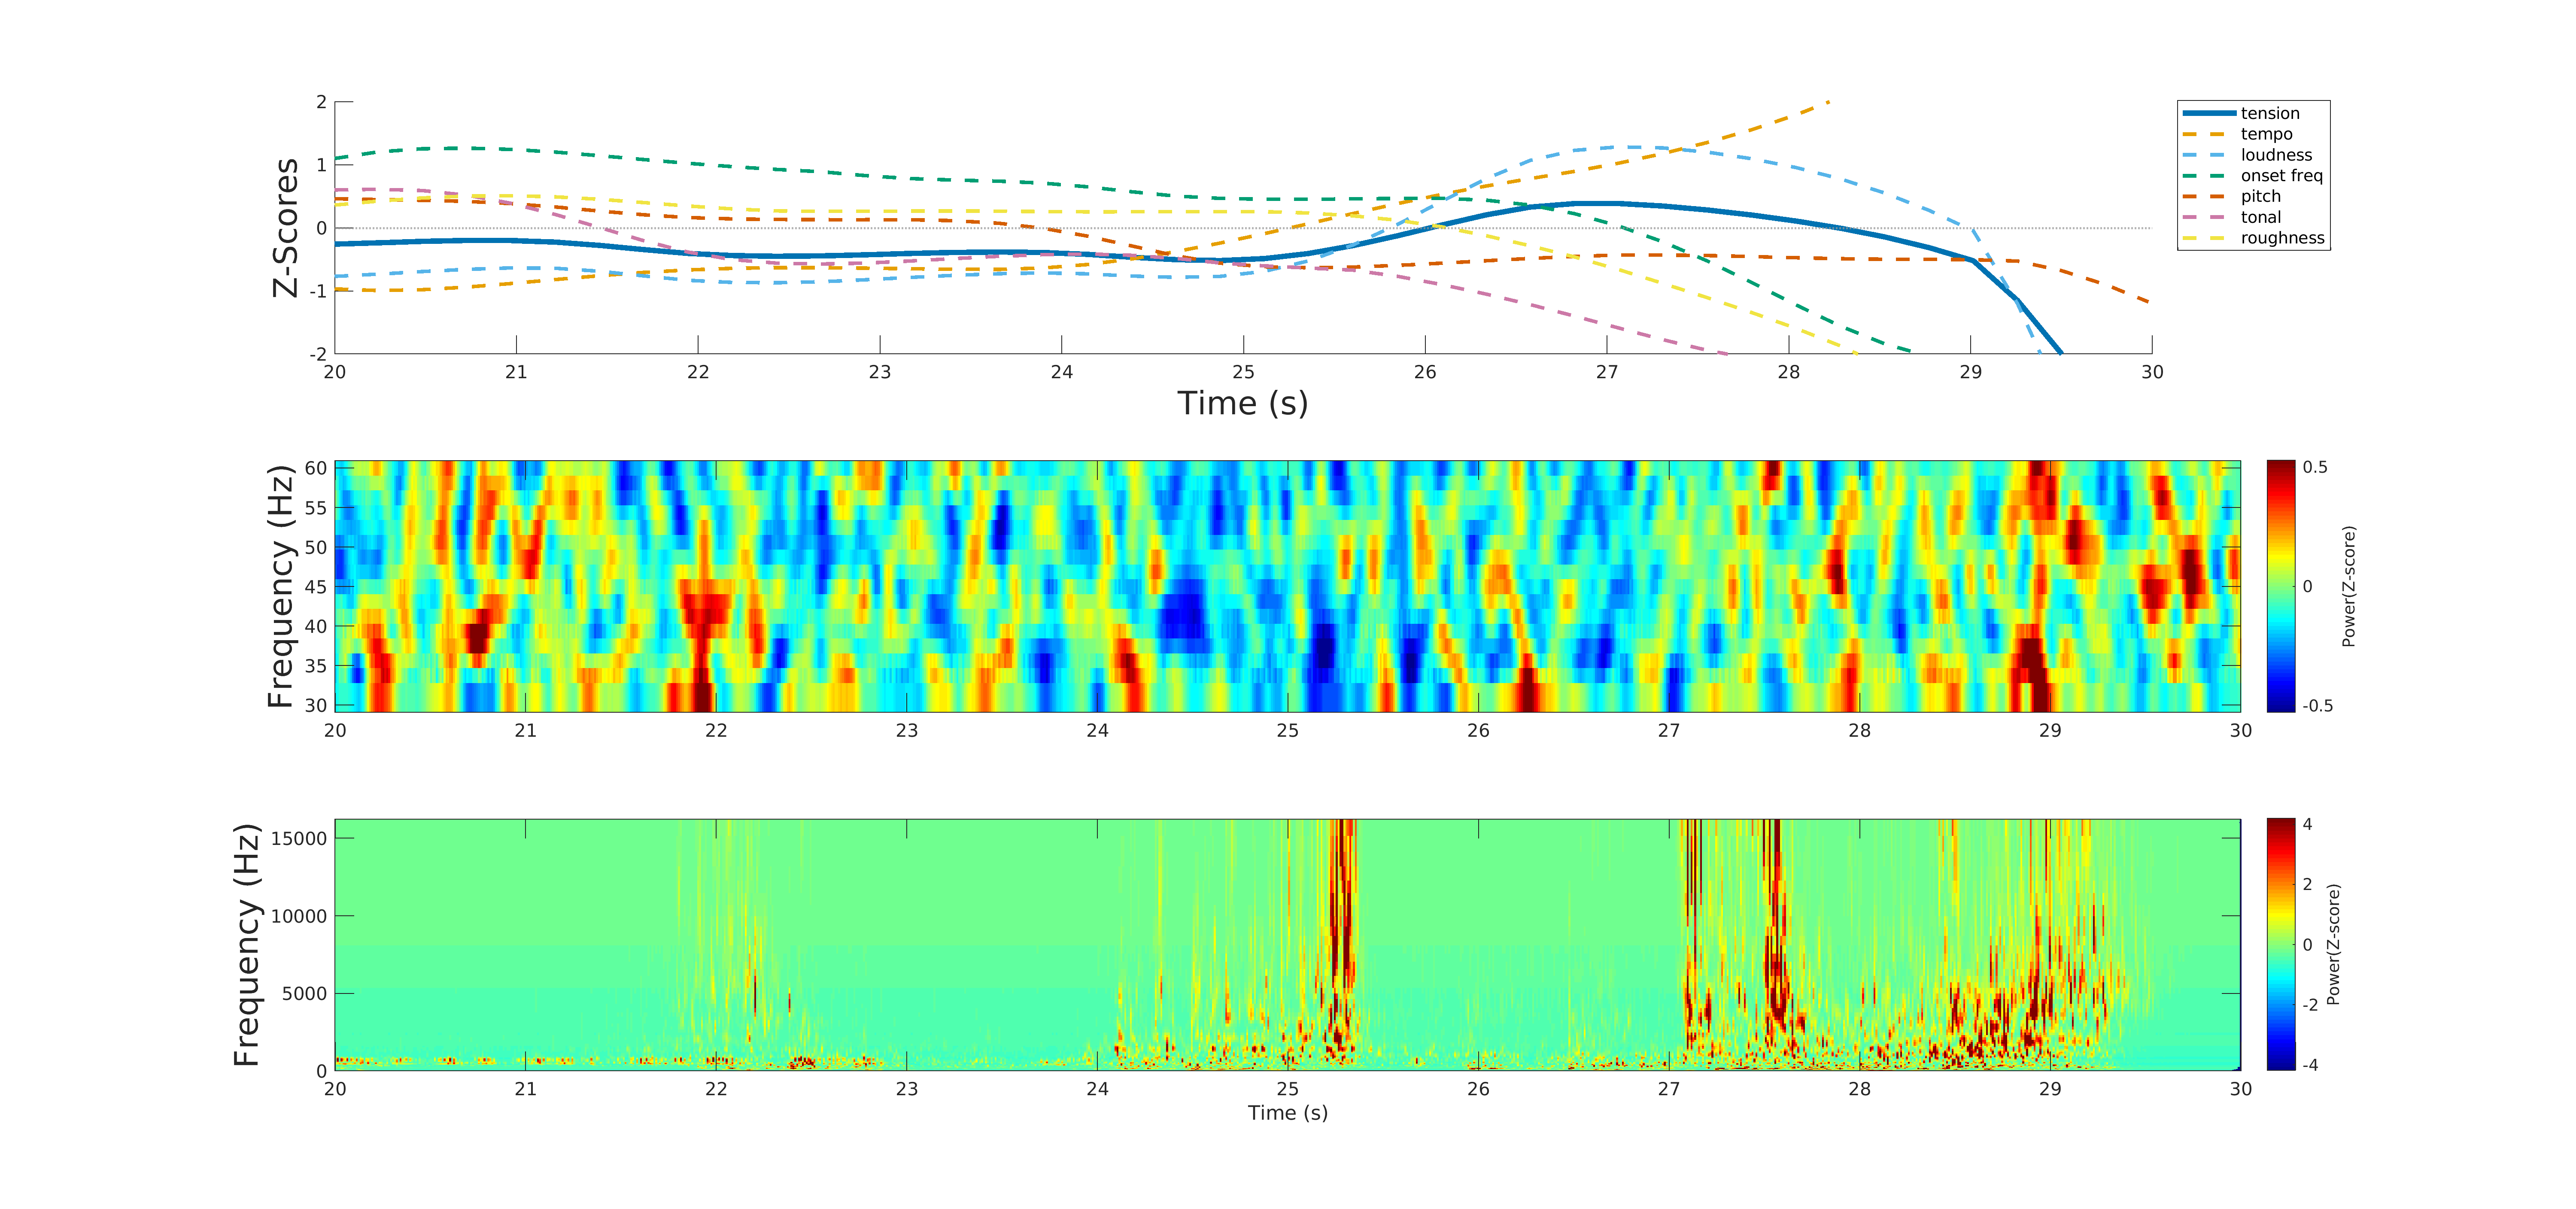 2
1
0
-1
-2
Z-Scores
20 21 22 23 24 25 26 27 28 29 30
Time (s)
tension
tempo
loudness
onset freq
pitch
tonal
roughness
60
55
50
45
40
35
30
Frequency (Hz)
20 21 22 23 24 25 26 27 28 29 30
0.5
0
-0.5
Power(Z-score)
15000
10000
5000
0
Frequency (Hz)
20 21 22 23 24 25 26 27 28 29 30
Time (s)
4
2
0
-2
-4
Power(Z-score)